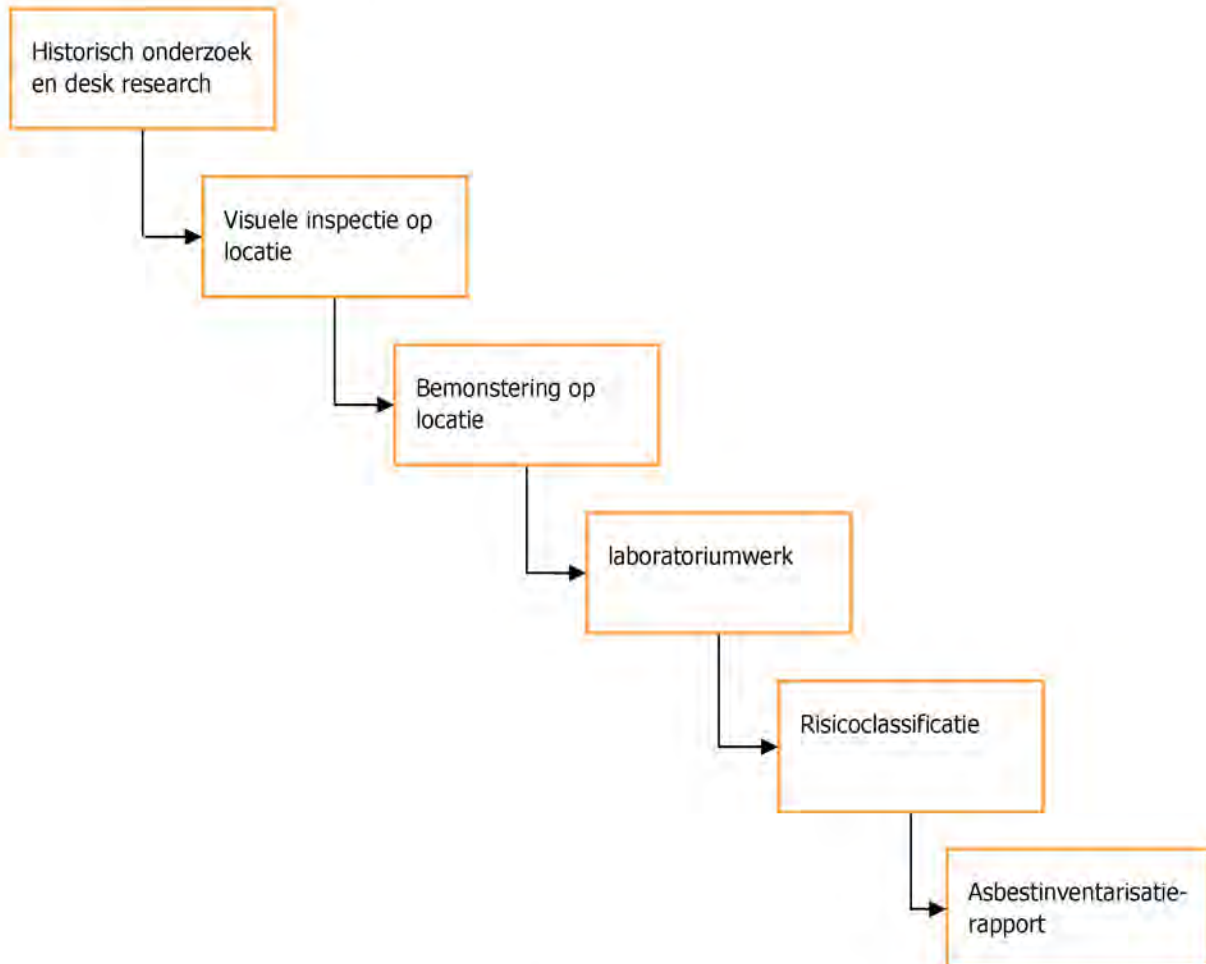 Historisch onderzoek
en desk research
Visuele inspectie op
locatie
Bemonstering op
locatie
laboratoriumwerk
Risicoclassificatie
Asbestinventarisatie-
rapport